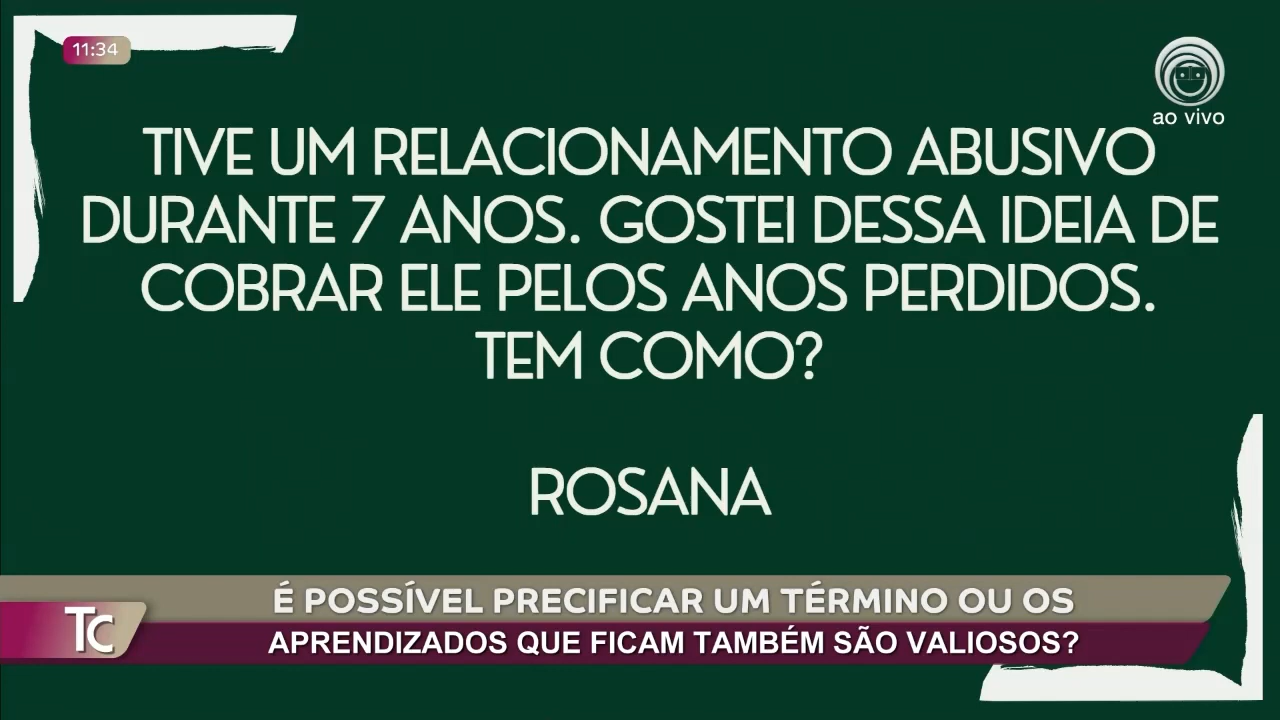 11:34
ao vivo
TIVE UM RELACIONAMENTO ABUSIVO
DURANTE 7 ANOS. GOSTEI DESSA IDEIA DE
COBRAR ELE PELOS ANOS PERDIDOS.
TEM COMO?
ROSANA
É POSSÍVEL PRECIFICAR UM TÉRMINO OU OS
Tc
APRENDIZADOS QUE FICAM TAMBÉM SÃO VALIOSOS?